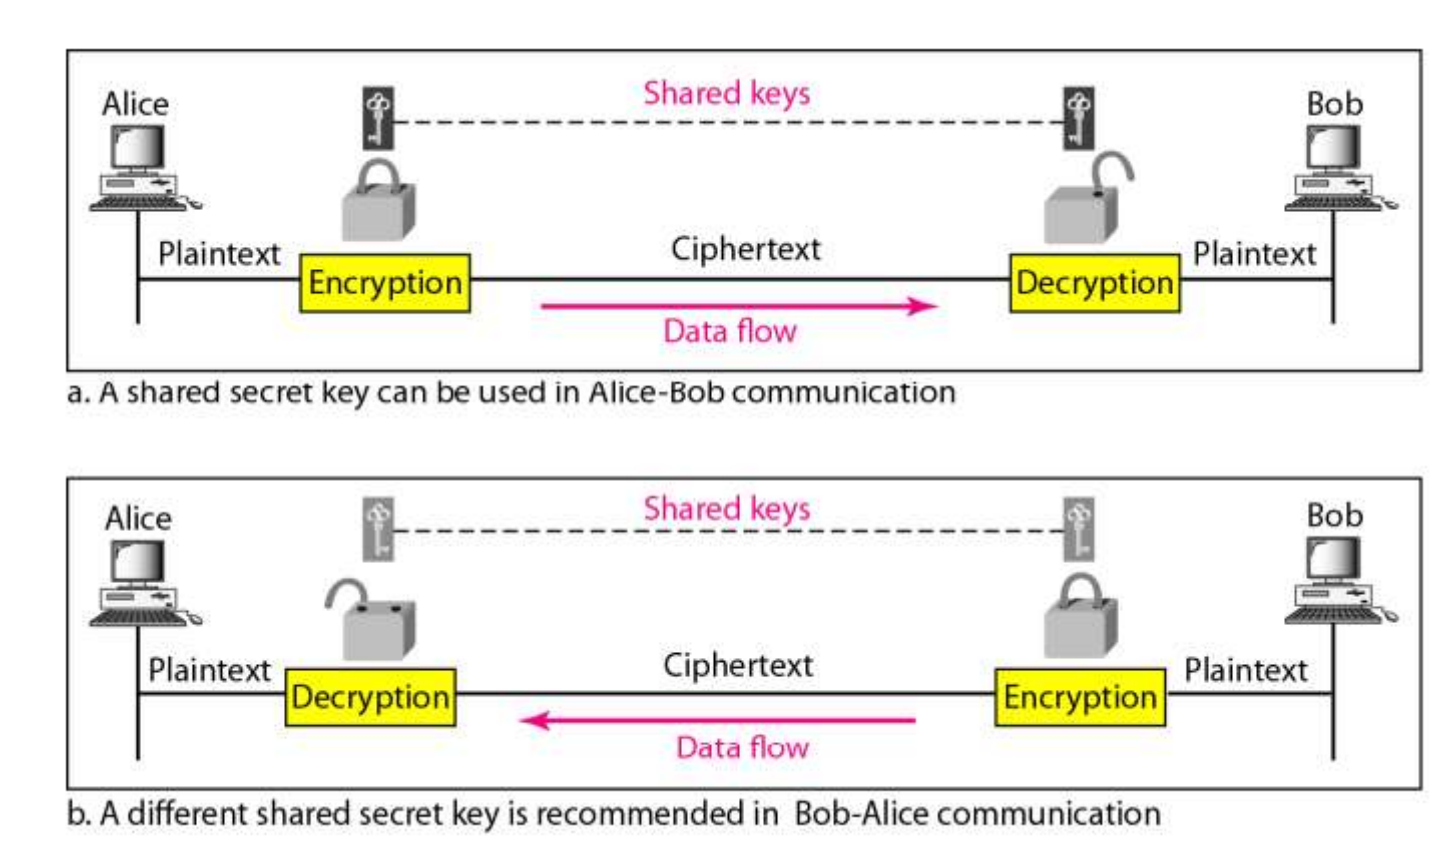 Shared keys
Alice
Bob
Plaintext
Encryption
Ciphertext
Decryption
Plaintext
Data flow
a. A shared secret key can be used in Alice-Bob communication
Shared keys
Alice
Bob
Plaintext
Decryption
Ciphertext
Encryption
Plaintext
Data flow
b. A different shared secret key is recommended in Bob-Alice communication